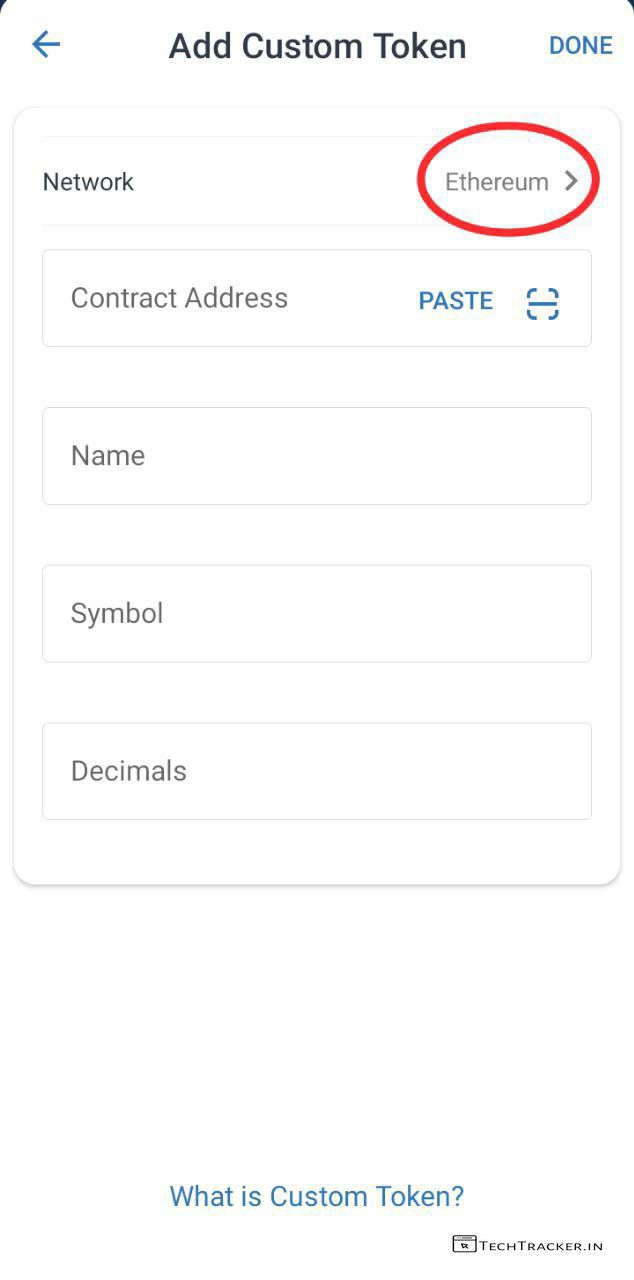 Add Custom Token DONE
Network Ethereum
Contract Address PASTE
Name
Symbol
Decimals
What is Custom Token?
TECHTRACKER.IN